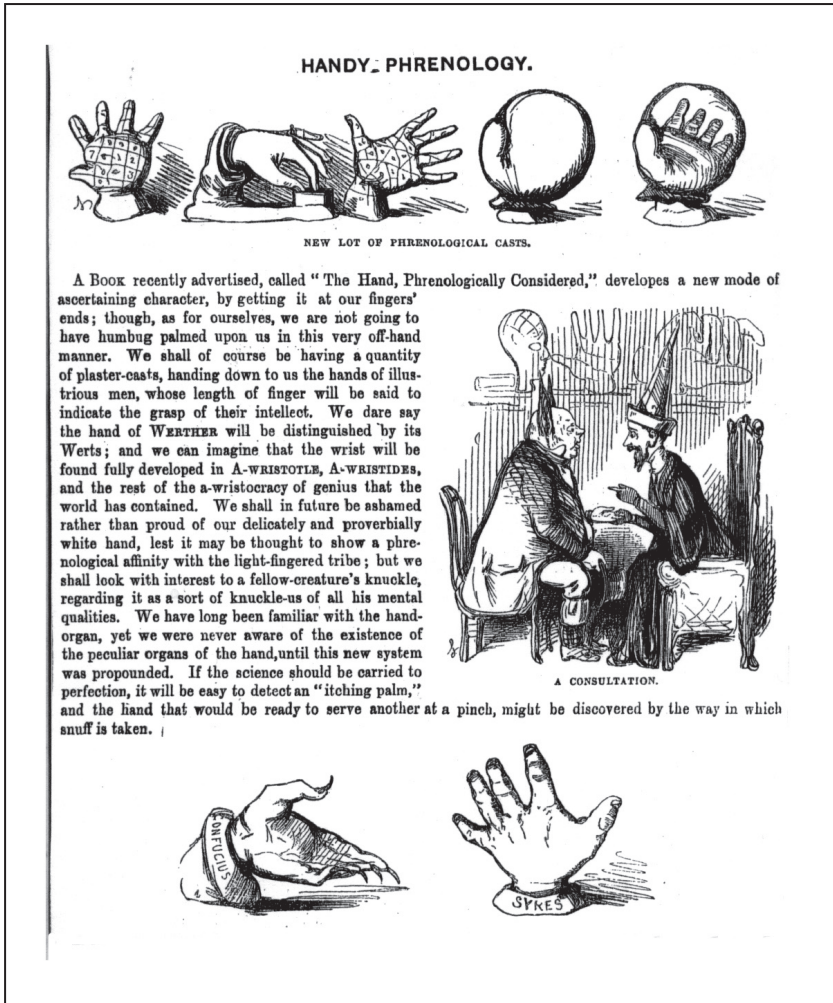 HANDY PHRENOLOGY.
NEW LOT OF PHRENOLOGICAL CASTS.
A BOOK recently advertised, called “The Hand, Phrenologically Considered,” developes a new mode of
ascertaining character, by getting it at our fingers’
ends; though, as for ourselves, we are not going to
have humbug palmed upon us in this very off-hand
manner. We shall of course be having a quantity
of plaster-casts, handing down to us the hands of illus-
trious men, whose length of finger will be said to
indicate the grasp of their intellect. We dare say
the hand of WERTHER will be distinguished by its
Werts; and we can imagine that the wrist will be
found fully developed in A-WRISTOTLE, A-WRISTIDES,
and the rest of the a-wristocracy of genius that the
world has contained. We shall in future be ashamed
rather than proud of our delicately and proverbially
white hand, lest it may be thought to show a phre-
nological affinity with the light-fingered tribe; but we
shall look with interest to a fellow-creature’s knuckle,
regarding it as a sort of knuckle-us of all his mental
qualities. We have long been familiar with the hand-
organ, yet we were never aware of the existence of
the peculiar organs of the hand,until this new system
was propounded. If the science should be carried to
perfection, it will be easy to detect an “itching palm,”
and the hand that would be ready to serve another at a pinch, might be discovered by the way in which
snuff is taken.
A CONSULTATION.
CONFUCIUS
SYKES